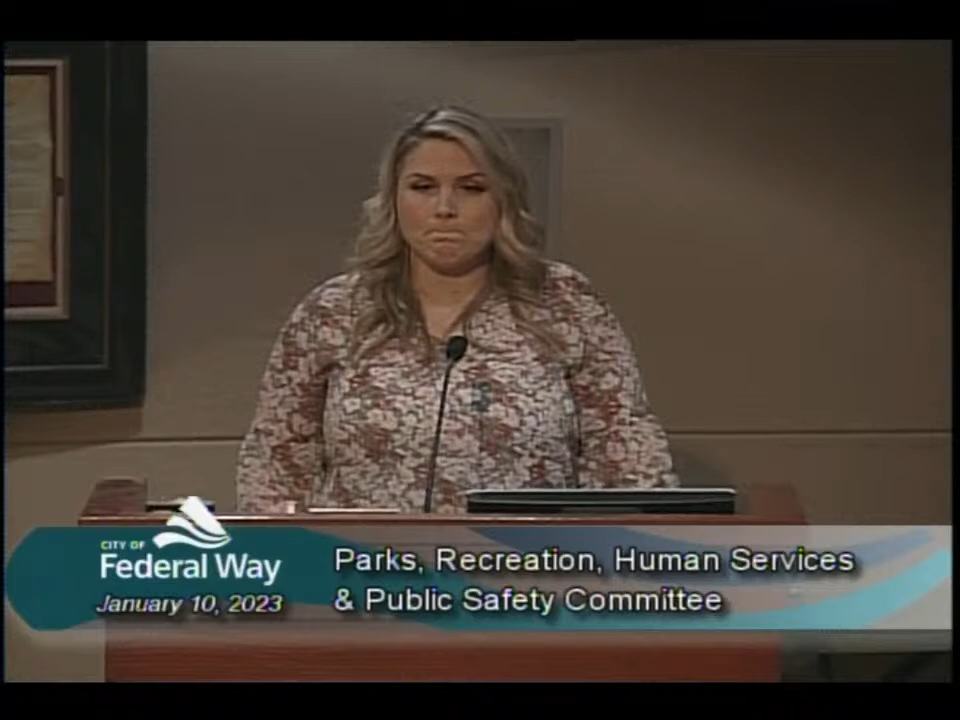 CITY OF
Federal Way
January 10, 2023
Parks, Recreation, Human Services
& Public Safety Committee